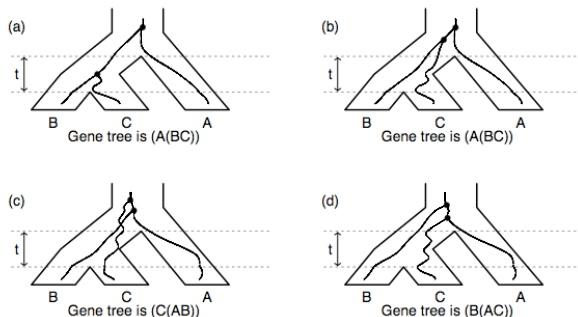 (a)
(b)
t
t
B C A
B C A
Gene tree is (A(BC))
Gene tree is (A(BC))
(c)
(d)
t
t
B C A
B C A
Gene tree is (C(AB))
Gene tree is (B(AC))